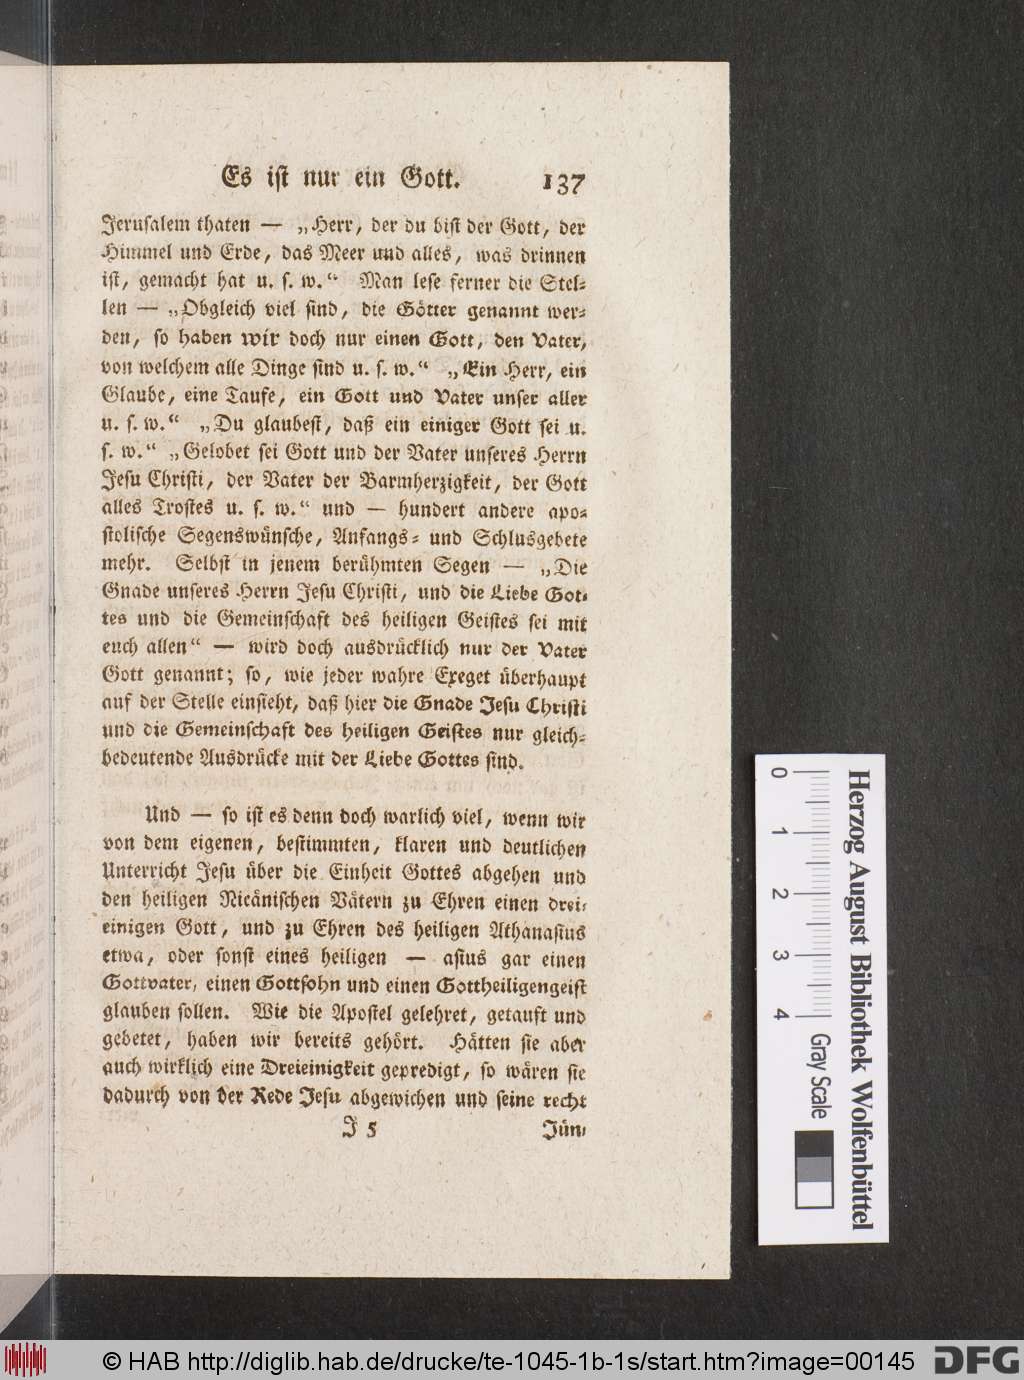 Es ist nur ein Gott. 137
Jerusalem thaten — „Herr, der du bist der Gott, der
Himmel und Erde, das Meer und alles, was drinnen
ist, gemacht hat u. s. w.“ Man lese ferner die Stel-
len — „Obgleich viel sind, die Götter genannt wer-
den, so haben wir doch nur einen Gott, den Vater,
von welchem alle Dinge sind u. s. w.“ „Ein Herr, ein
Glaube, eine Taufe, ein Gott und Vater unser aller
u. s. w.“ „Du glaubest, daß ein einiger Gott sei u.
s. w.“ „Gelobet sei Gott und der Vater unseres Herrn
Jesu Christi, der Vater der Barmherzigkeit, der Gott
alles Trostes u. s. w.“ und — hundert andere apo-
stolische Segenswünsche, Anfangs- und Schlusgebete
mehr. Selbst in jenem berühmten Segen — „Die
Gnade unseres Herrn Jesu Christi, und die Liebe Got-
tes und die Gemeinschaft des heiligen Geistes sei mit
euch allen“ — wird doch ausdrücklich nur der Vater
Gott genannt; so, wie jeder wahre Exeget überhaupt
auf der Stelle einsieht, daß hier die Gnade Jesu Christi
und die Gemeinschaft des heiligen Geistes nur gleich-
bedeutende Ausdrücke mit der Liebe Gottes sind.
Und — so ist es denn doch warlich viel, wenn wir
von dem eigenen, bestimmten, klaren und deutlichen
Unterricht Jesu über die Einheit Gottes abgehen und
den heiligen Nicänischen Vätern zu Ehren einen drei-
einigen Gott, und zu Ehren des heiligen Athanasius
etwa, oder sonst eines heiligen — asius gar einen
Gottvater, einen Gottsohn und einen Gottheiligengeist
glauben sollen. Wie die Apostel gelehret, getauft und
gebetet, haben wir bereits gehört. Hätten sie aber
auch wirklich eine Dreieinigkeit gepredigt, so wären sie
dadurch von der Rede Jesu abgewichen und seine recht
J 5 Jün-
0 1 2 3 4
Herzog August Bibliothek Wolfenbüttel
Gray Scale
© HAB http://diglib.hab.de/drucke/te-1045-1b-1s/start.htm?image=00145
DFG